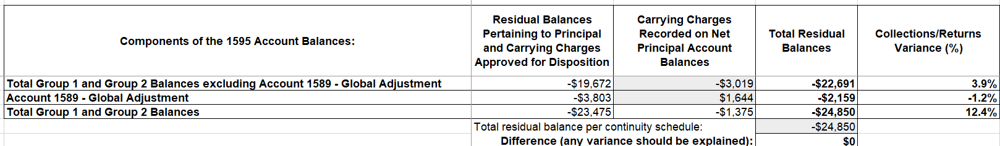 Components of the 1595 Account Balances:
Residual Balances
Pertaining to Principal
and Carrying Charges
Approved for Disposition
Carrying Charges
Recorded on Net
Principal Account
Balances
Total Residual
Balances
Collections/Returns
Variance (%)
Total Group 1 and Group 2 Balances excluding Account 1589 - Global Adjustment -$19,672 -$3,019 -$22,691 3.9%
Account 1589 - Global Adjustment -$3,803 $1,644 -$2,159 -1.2%
Total Group 1 and Group 2 Balances -$23,475 -$1,375 -$24,850 12.4%
Total residual balance per continuity schedule: -$24,850
Difference (any variance should be explained): $0